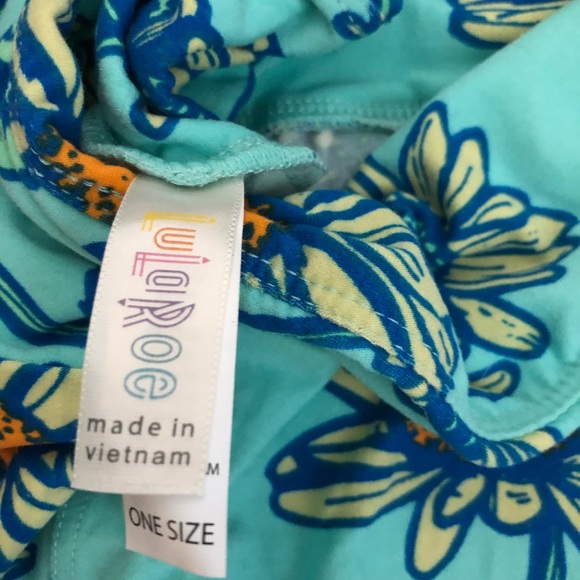 LuLaRoe
made in
vietnam
M
ONE SIZE